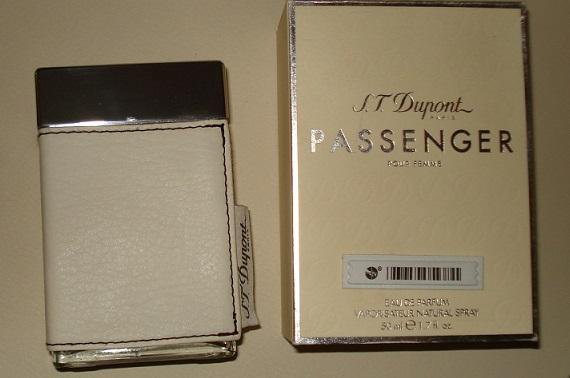 S.T. Dupont
S.T. Dupont
PARIS
PASSENGER
POUR FEMME
EAU DE PARFUM
VAPORISATEUR NATURAL SPRAY
50 ml e 1.7 fl. oz.